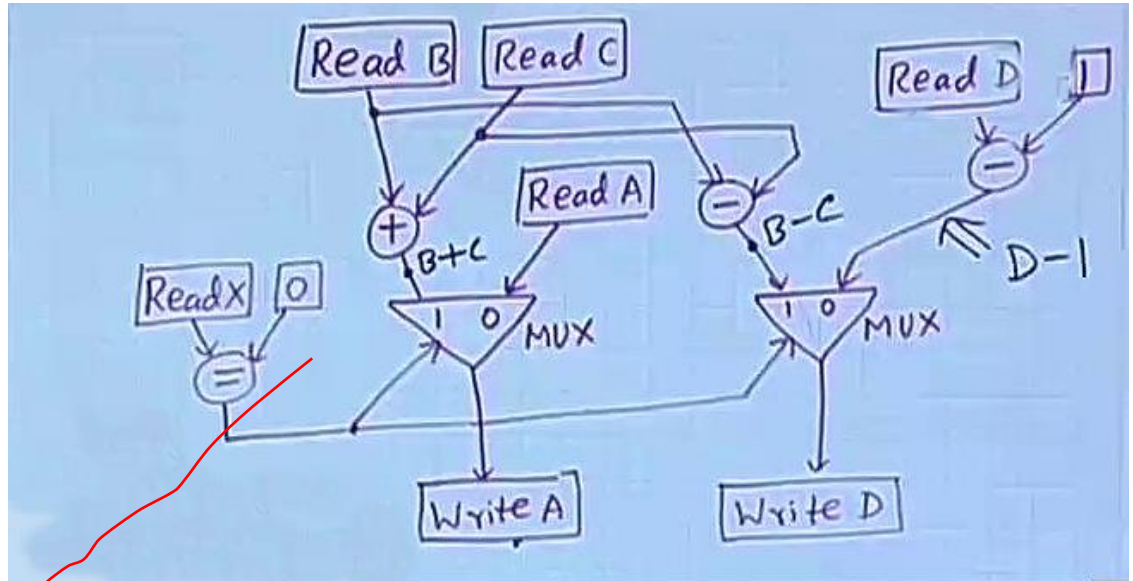 Read B
Read C
Read D
1
−
Read A
+
−
B+C
B−C
D−1
Read X
0
1 0
MUX
1 0
MUX
=
Write A
Write D